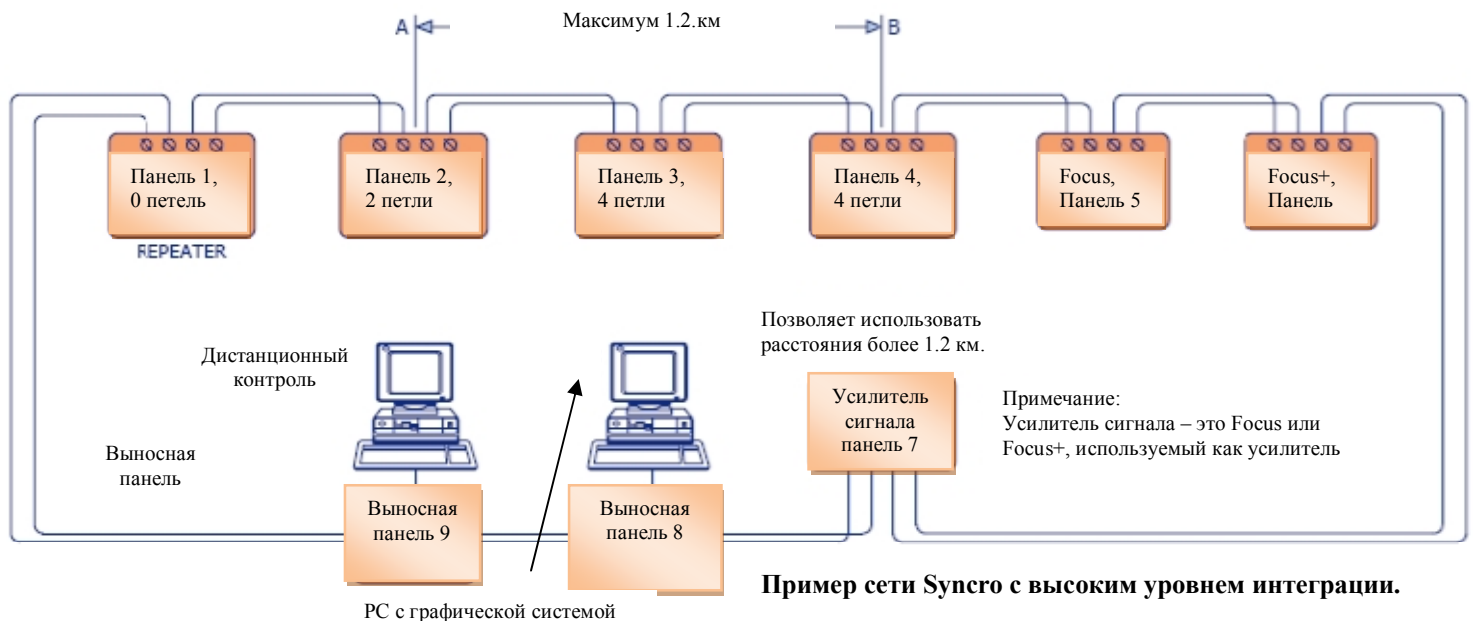 Максимум 1.2.км
A
B
Панель 1,
0 петель
Панель 2,
2 петли
Панель 3,
4 петли
Панель 4,
4 петли
Focus,
Панель 5
Focus+,
Панель
REPEATER
Позволяет использовать
расстояния более 1.2 км.
Дистанционный
контроль
Усилитель
сигнала
панель 7
Примечание:
Усилитель сигнала – это Focus или
Focus+, используемый как усилитель
Выносная
панель
Выносная
панель 9
Выносная
панель 8
Пример сети Syncro с высоким уровнем интеграции.
PC с графической системой